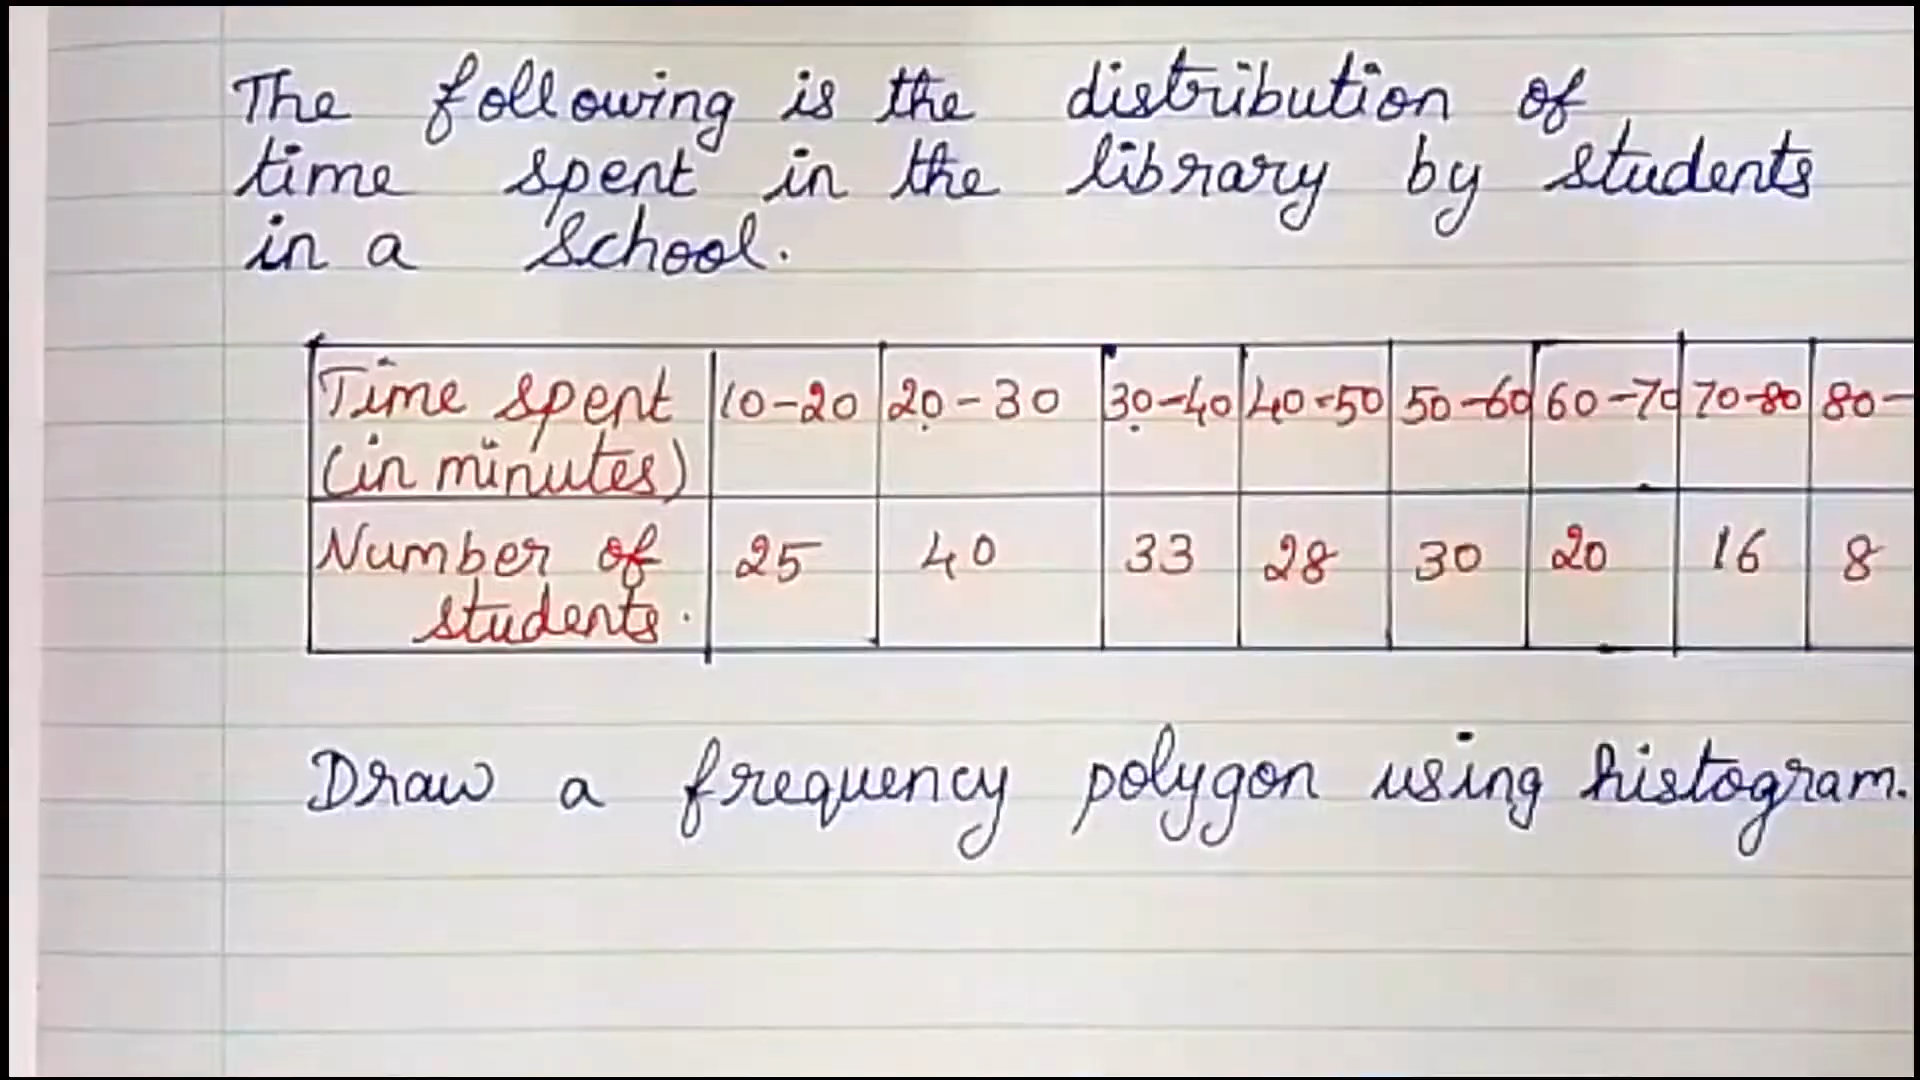 The following is the distribution of
time spent in the library by students
in a School.
Time spent 10-20 20-30 30-40 40-50 50-60 60-70 70-80 80-
(in minutes)
Number of 25 40 33 28 30 20 16 8
students.
Draw a frequency polygon using histogram.